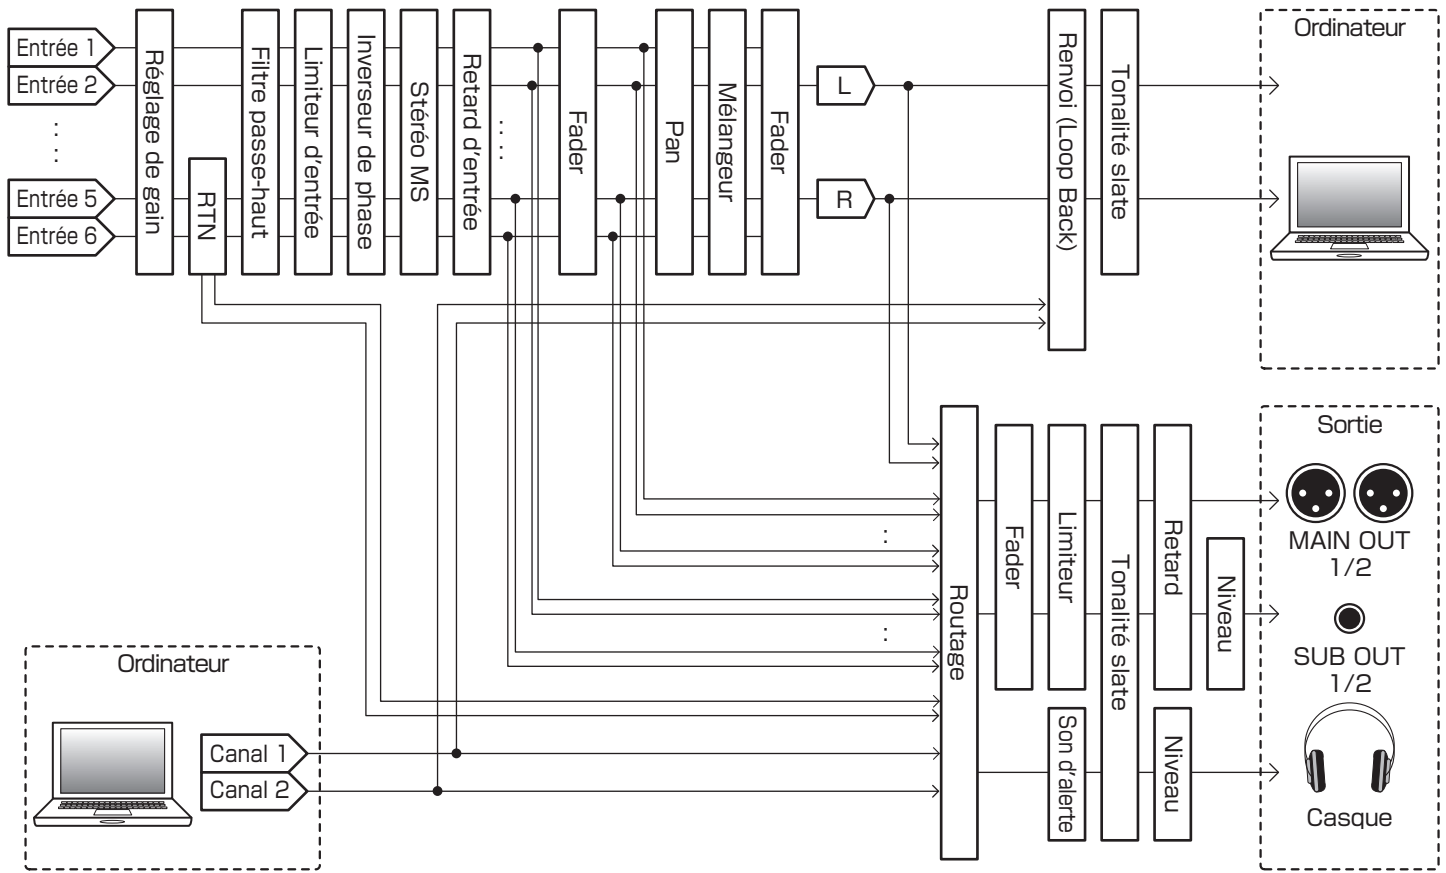 Entrée 1
Entrée 2
Entrée 5
Entrée 6
Réglage de gain
RTN
Filtre passe-haut
Limiteur d'entrée
Inverseur de phase
Stéréo MS
Retard d'entrée
Fader
Pan
Mélangeur
Fader
L
R
Renvoi (Loop Back)
Tonalité slate
Ordinateur
Ordinateur
Canal 1
Canal 2
Routage
Fader
Limiteur
Son d'alerte
Tonalité slate
Retard
Niveau
Niveau
Sortie
MAIN OUT
1/2
SUB OUT
1/2
Casque